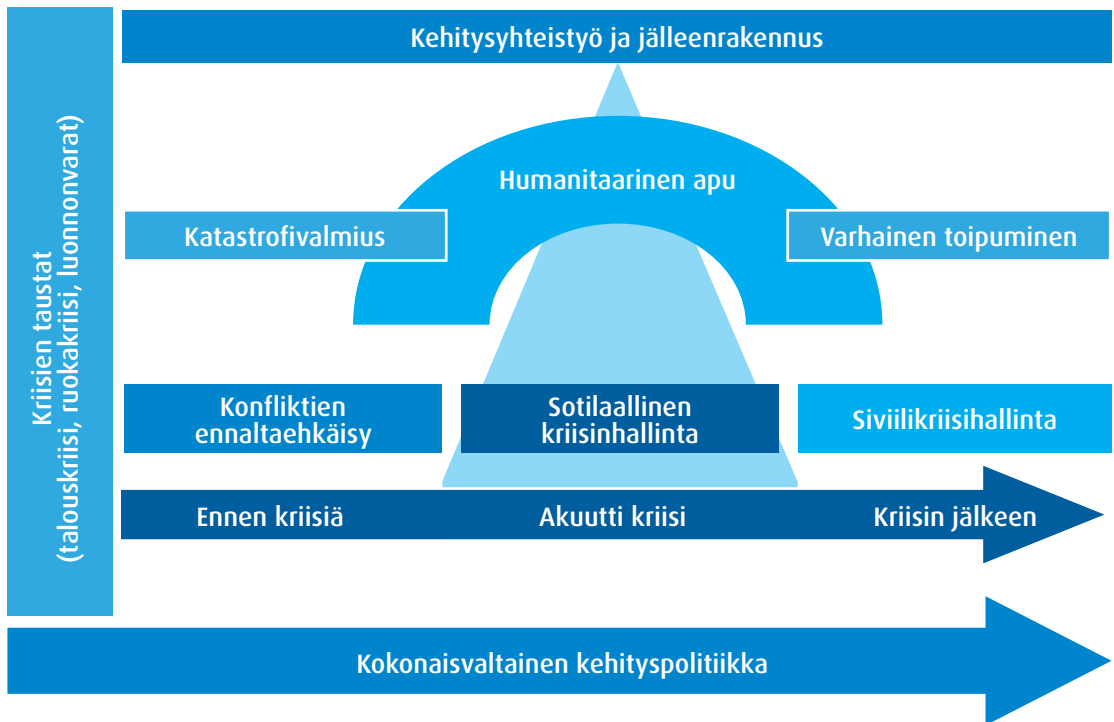 Kehitysyhteistyö ja jälleenrakennus
Kriisien taustat
(talouskriisi, ruokakriisi, luonnonvarat)
Humanitaarinen apu
Katastrofivalmius
Varhainen toipuminen
Konfliktien
ennaltaehkäisy
Sotilaallinen
kriisinhallinta
Siviilikriisihallinta
Ennen kriisiä
Akuutti kriisi
Kriisin jälkeen
Kokonaisvaltainen kehityspolitiikka